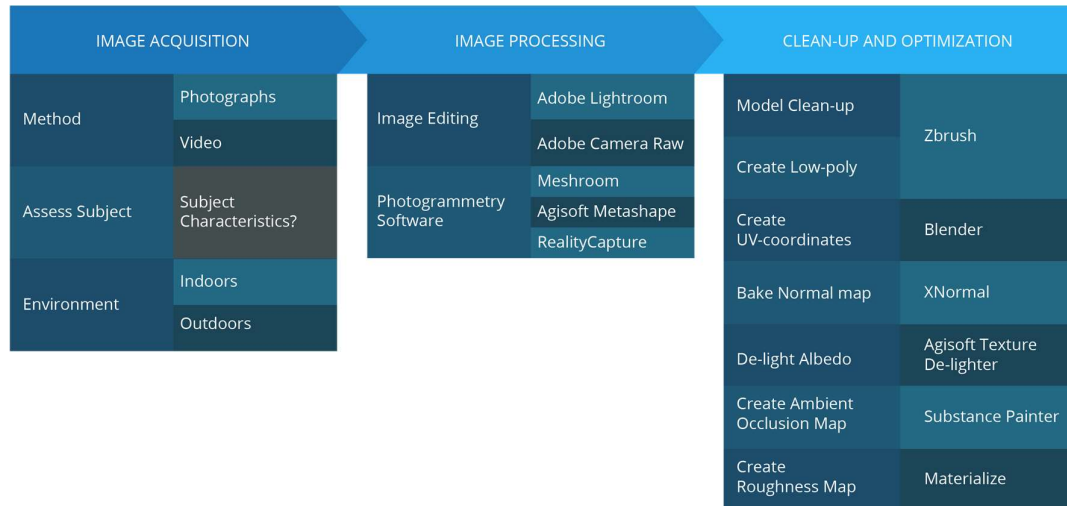 IMAGE ACQUISITION
IMAGE PROCESSING
CLEAN-UP AND OPTIMIZATION
Method
Photographs
Video
Assess Subject
Subject
Characteristics?
Environment
Indoors
Outdoors
Image Editing
Adobe Lightroom
Adobe Camera Raw
Photogrammetry
Software
Meshroom
Agisoft Metashape
RealityCapture
Model Clean-up
Zbrush
Create Low-poly
Create
UV-coordinates
Blender
Bake Normal map
XNormal
De-light Albedo
Agisoft Texture
De-lighter
Create Ambient
Occlusion Map
Substance Painter
Create
Roughness Map
Materialize